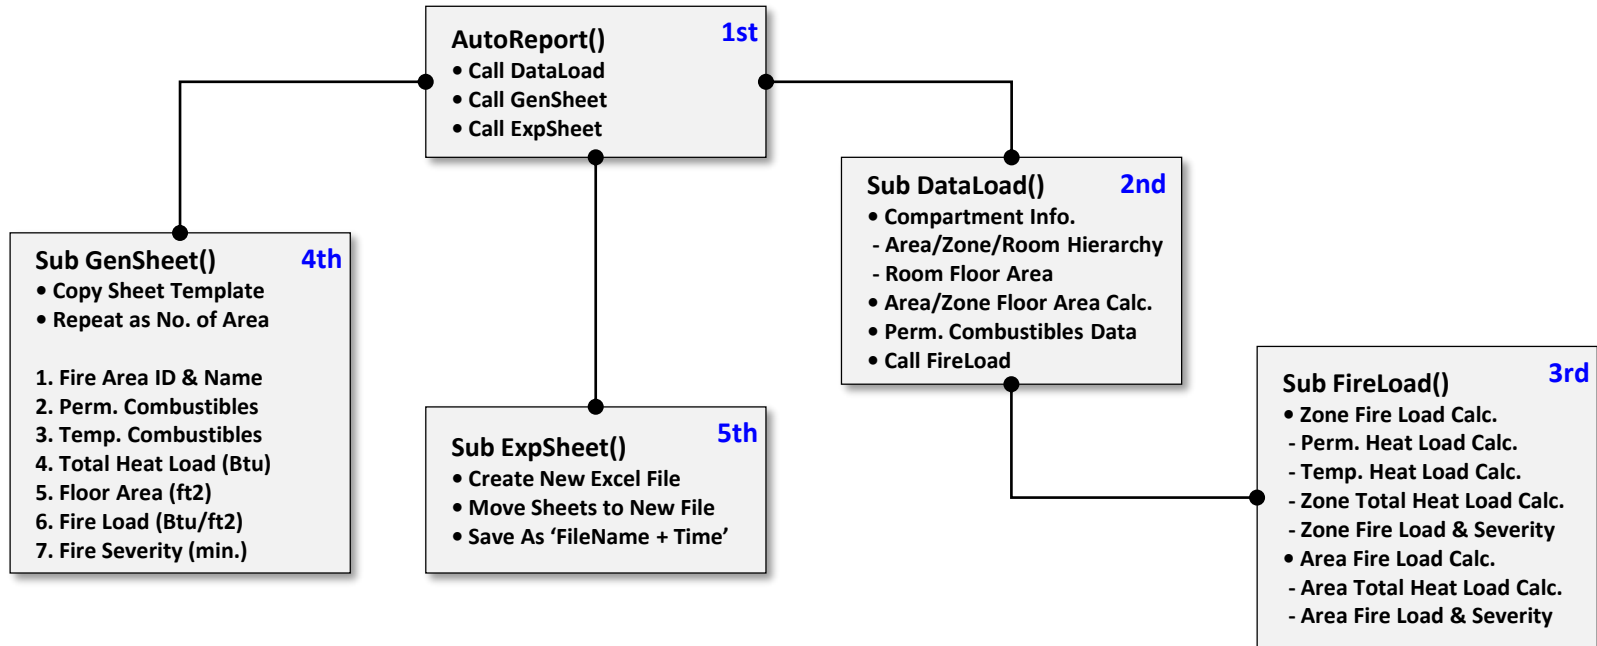 AutoReport() 1st
• Call DataLoad
• Call GenSheet
• Call ExpSheet
Sub DataLoad() 2nd
• Compartment Info.
- Area/Zone/Room Hierarchy
- Room Floor Area
• Area/Zone Floor Area Calc.
• Perm. Combustibles Data
• Call FireLoad
Sub FireLoad() 3rd
• Zone Fire Load Calc.
- Perm. Heat Load Calc.
- Temp. Heat Load Calc.
- Zone Total Heat Load Calc.
- Zone Fire Load & Severity
• Area Fire Load Calc.
- Area Total Heat Load Calc.
- Area Fire Load & Severity
Sub GenSheet() 4th
• Copy Sheet Template
• Repeat as No. of Area
1. Fire Area ID & Name
2. Perm. Combustibles
3. Temp. Combustibles
4. Total Heat Load (Btu)
5. Floor Area (ft2)
6. Fire Load (Btu/ft2)
7. Fire Severity (min.)
Sub ExpSheet() 5th
• Create New Excel File
• Move Sheets to New File
• Save As ‘FileName + Time’